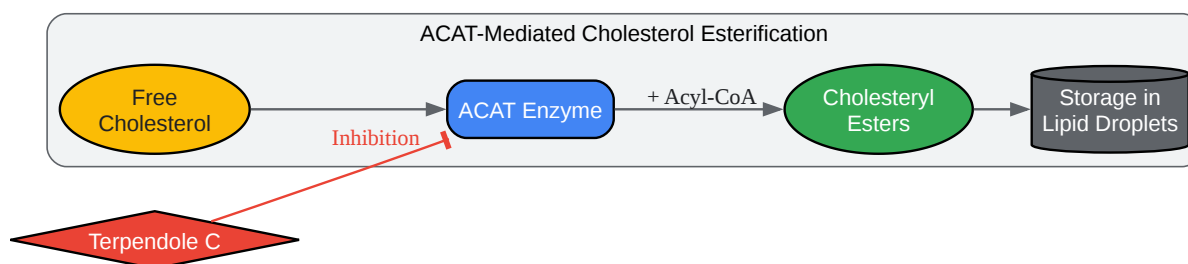 ACAT-Mediated Cholesterol Esterification
Free
Cholesterol
ACAT Enzyme
+ Acyl-CoA
Cholesteryl
Esters
Storage in
Lipid Droplets
Inhibition
Terpendole C